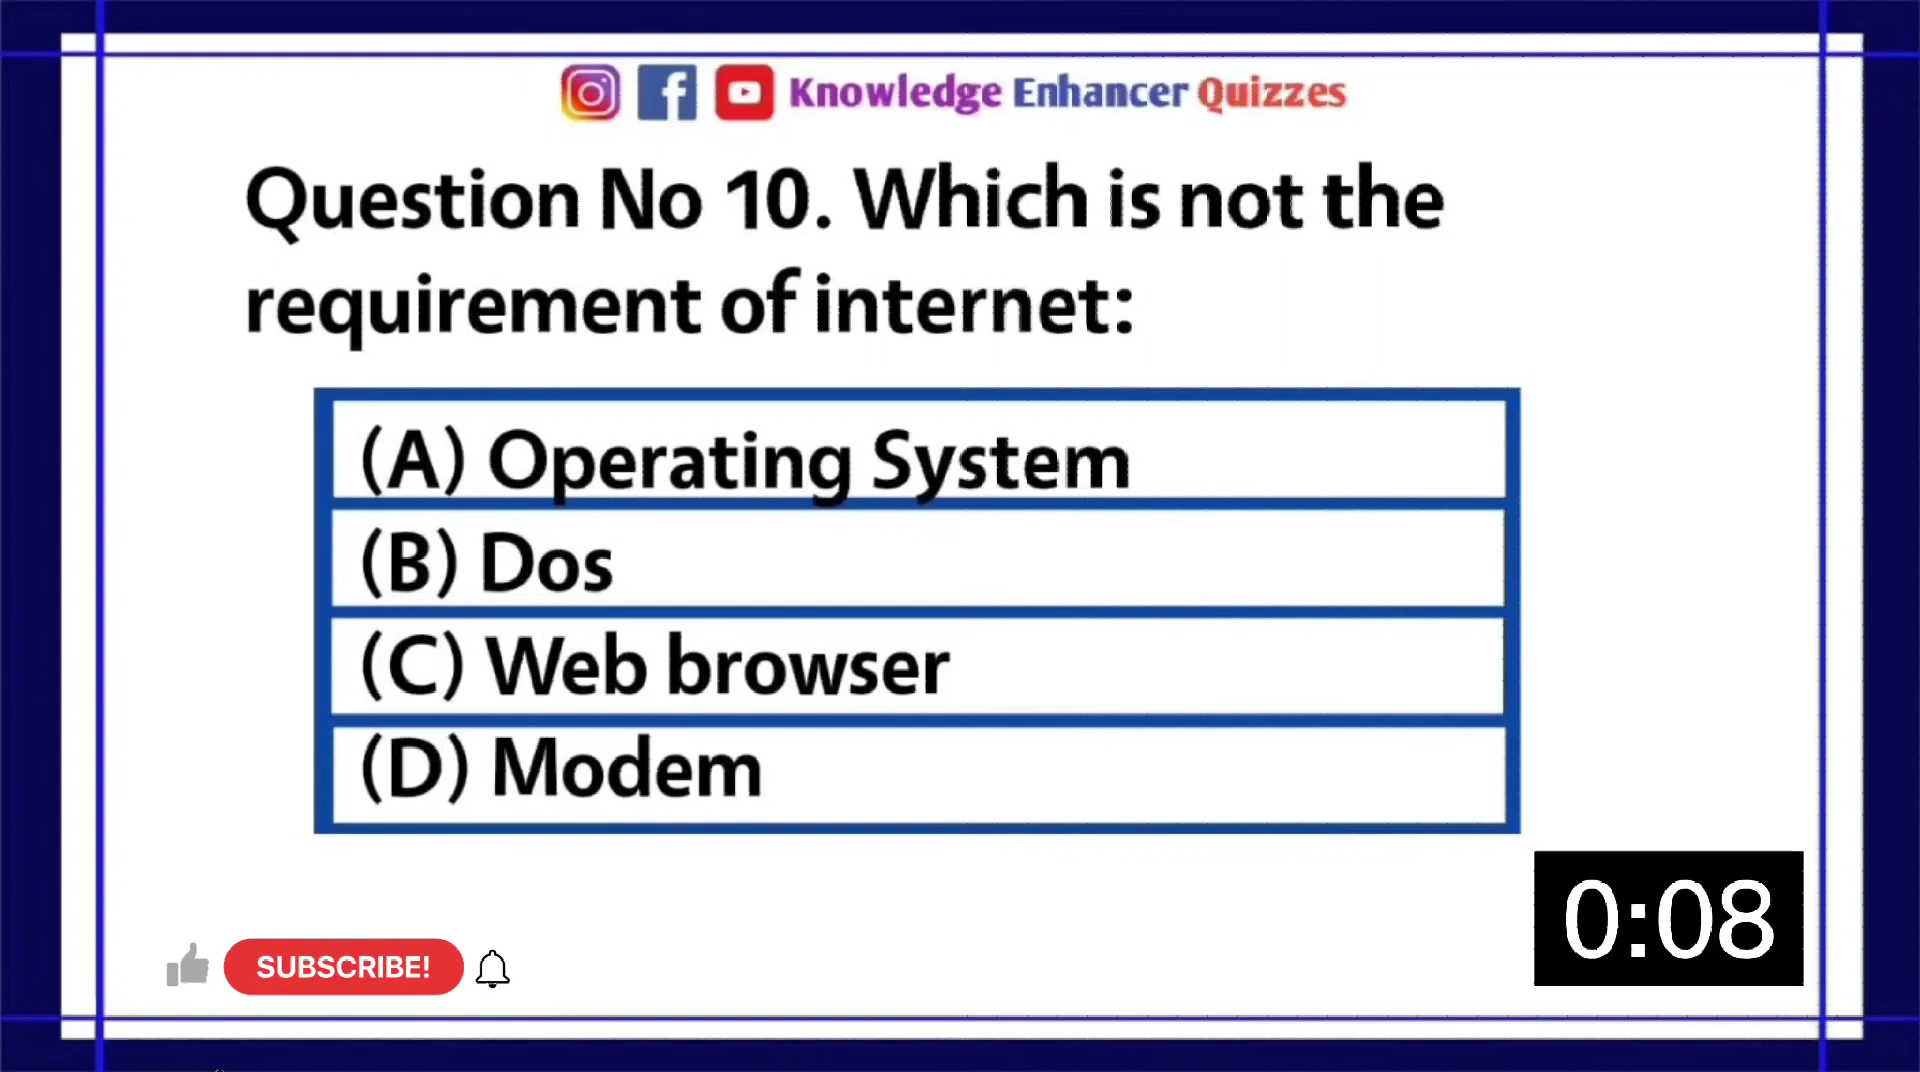 Knowledge Enhancer Quizzes
Question No 10. Which is not the
requirement of internet:
(A) Operating System
(B) Dos
(C) Web browser
(D) Modem
0:08
SUBSCRIBE!